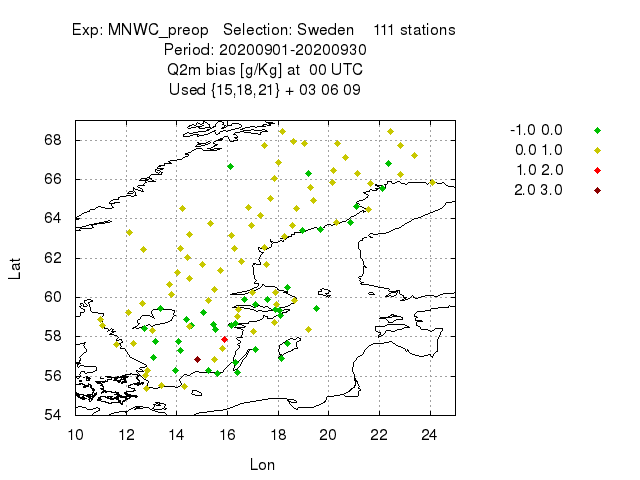 Exp: MNWC_preop Selection: Sweden 111 stations
Period: 20200901-20200930
Q2m bias [g/Kg] at 00 UTC
Used {15,18,21} + 03 06 09
-1.0 0.0
0.0 1.0
1.0 2.0
2.0 3.0
68
66
64
62
60
58
56
54
Lat
10 12 14 16 18 20 22 24
Lon